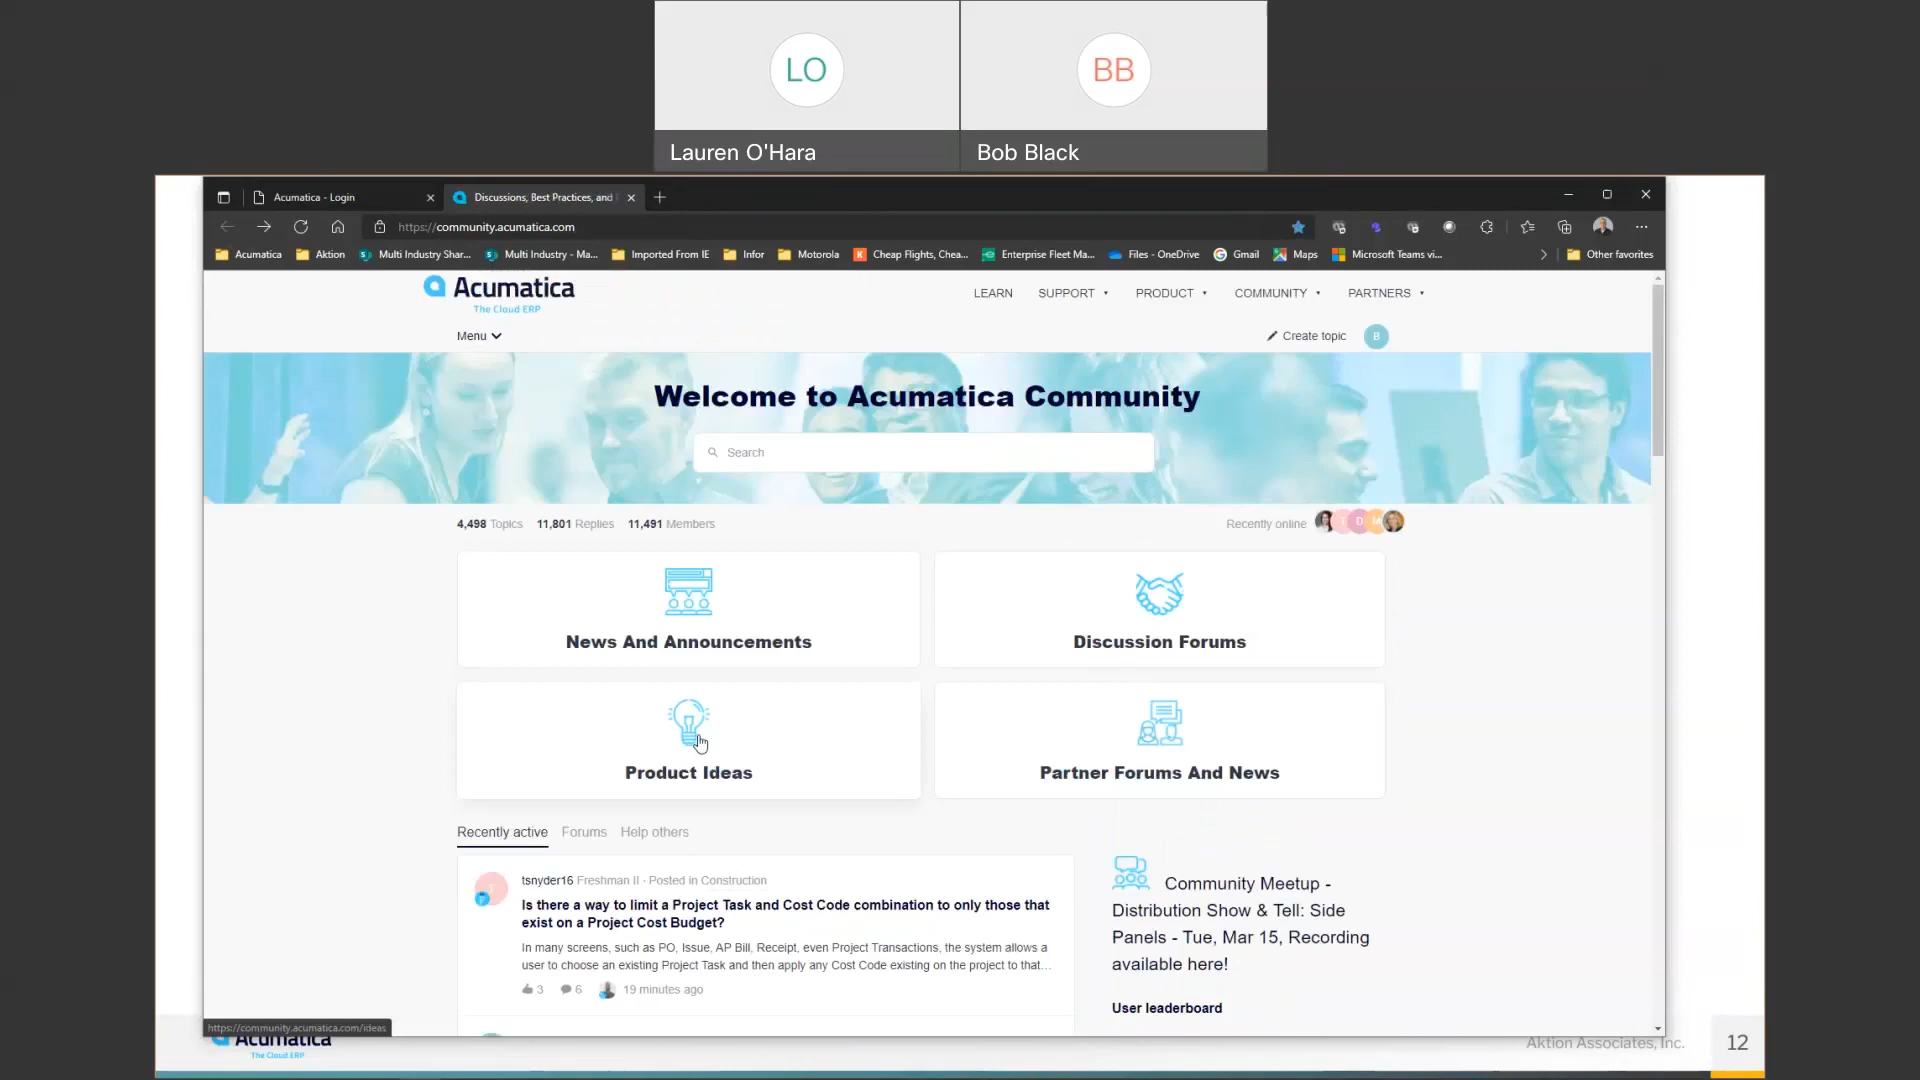 LO
BB
Lauren O'Hara
Bob Black
Acumatica - Login
Discussions, Best Practices, and
https://community.acumatica.com
Acumatica
Aktion
Multi Industry Shar...
Multi Industry - Ma...
Imported From IE
Infor
Motorola
Cheap Flights, Chea...
Enterprise Fleet Ma...
Files - OneDrive
Gmail
Maps
Microsoft Teams vi...
Other favorites
Acumatica
The Cloud ERP
LEARN
SUPPORT
PRODUCT
COMMUNITY
PARTNERS
Menu
Create topic
B
Welcome to Acumatica Community
Search
4,498 Topics 11,801 Replies 11,491 Members
Recently online
D
News And Announcements
Discussion Forums
Product Ideas
Partner Forums And News
Recently active
Forums
Help others
tsnyder16 Freshman II · Posted in Construction
Is there a way to limit a Project Task and Cost Code combination to only those that
exist on a Project Cost Budget?
In many screens, such as PO, Issue, AP Bill, Receipt, even Project Transactions, the system allows a
user to choose an existing Project Task and then apply any Cost Code existing on the project to that…
3
6
19 minutes ago
Community Meetup -
Distribution Show & Tell: Side
Panels - Tue, Mar 15, Recording
available here!
User leaderboard
https://community.acumatica.com/ideas
Acumatica
The Cloud ERP
Aktion Associates, Inc.
12